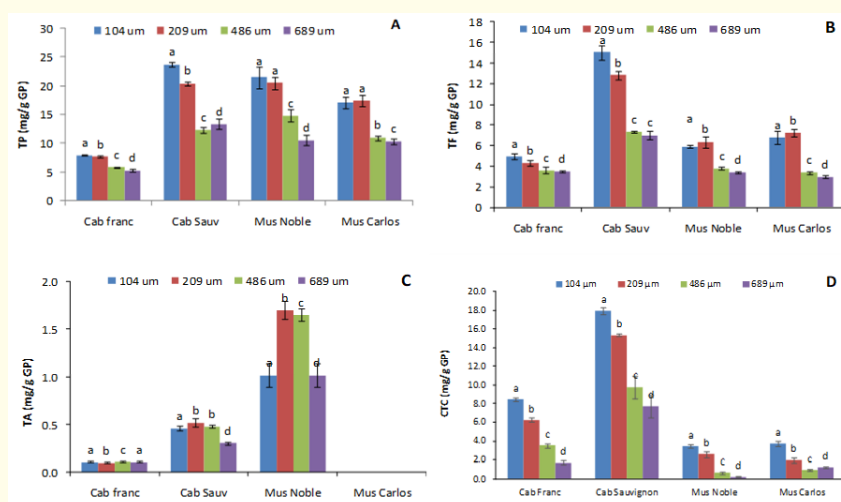 104 um 209 um 486 um 689 um
A
30
25
20
15
10
5
0
TP (mg/g GP)
a a c d
a b c d
a a c d
a a b c
Cab franc Cab Sauv Mus Noble Mus Carlos
104 um 209 um 486 um 689 um
B
18
16
14
12
10
8
6
4
2
0
TF (mg/g GP)
a b c c
a b c c
a b c d
a b c d
Cab franc Cab Sauv Mus Noble Mus Carlos
104 um 209 um 486 um 689 um
C
2.0
1.5
1.0
0.5
0.0
TA (mg/g GP)
a b c a
a b b d
a b c d
Cab franc Cab Sauv Mus Noble Mus Carlos
104 µm 209 µm 486 µm 689 µm
D
20.0
18.0
16.0
14.0
12.0
10.0
8.0
6.0
4.0
2.0
0.0
CTC (mg/g GP)
a b c d
a b c d
a b c d
a b c d
Cab Franc Cab Sauvignon Mus Noble Mus Carlos